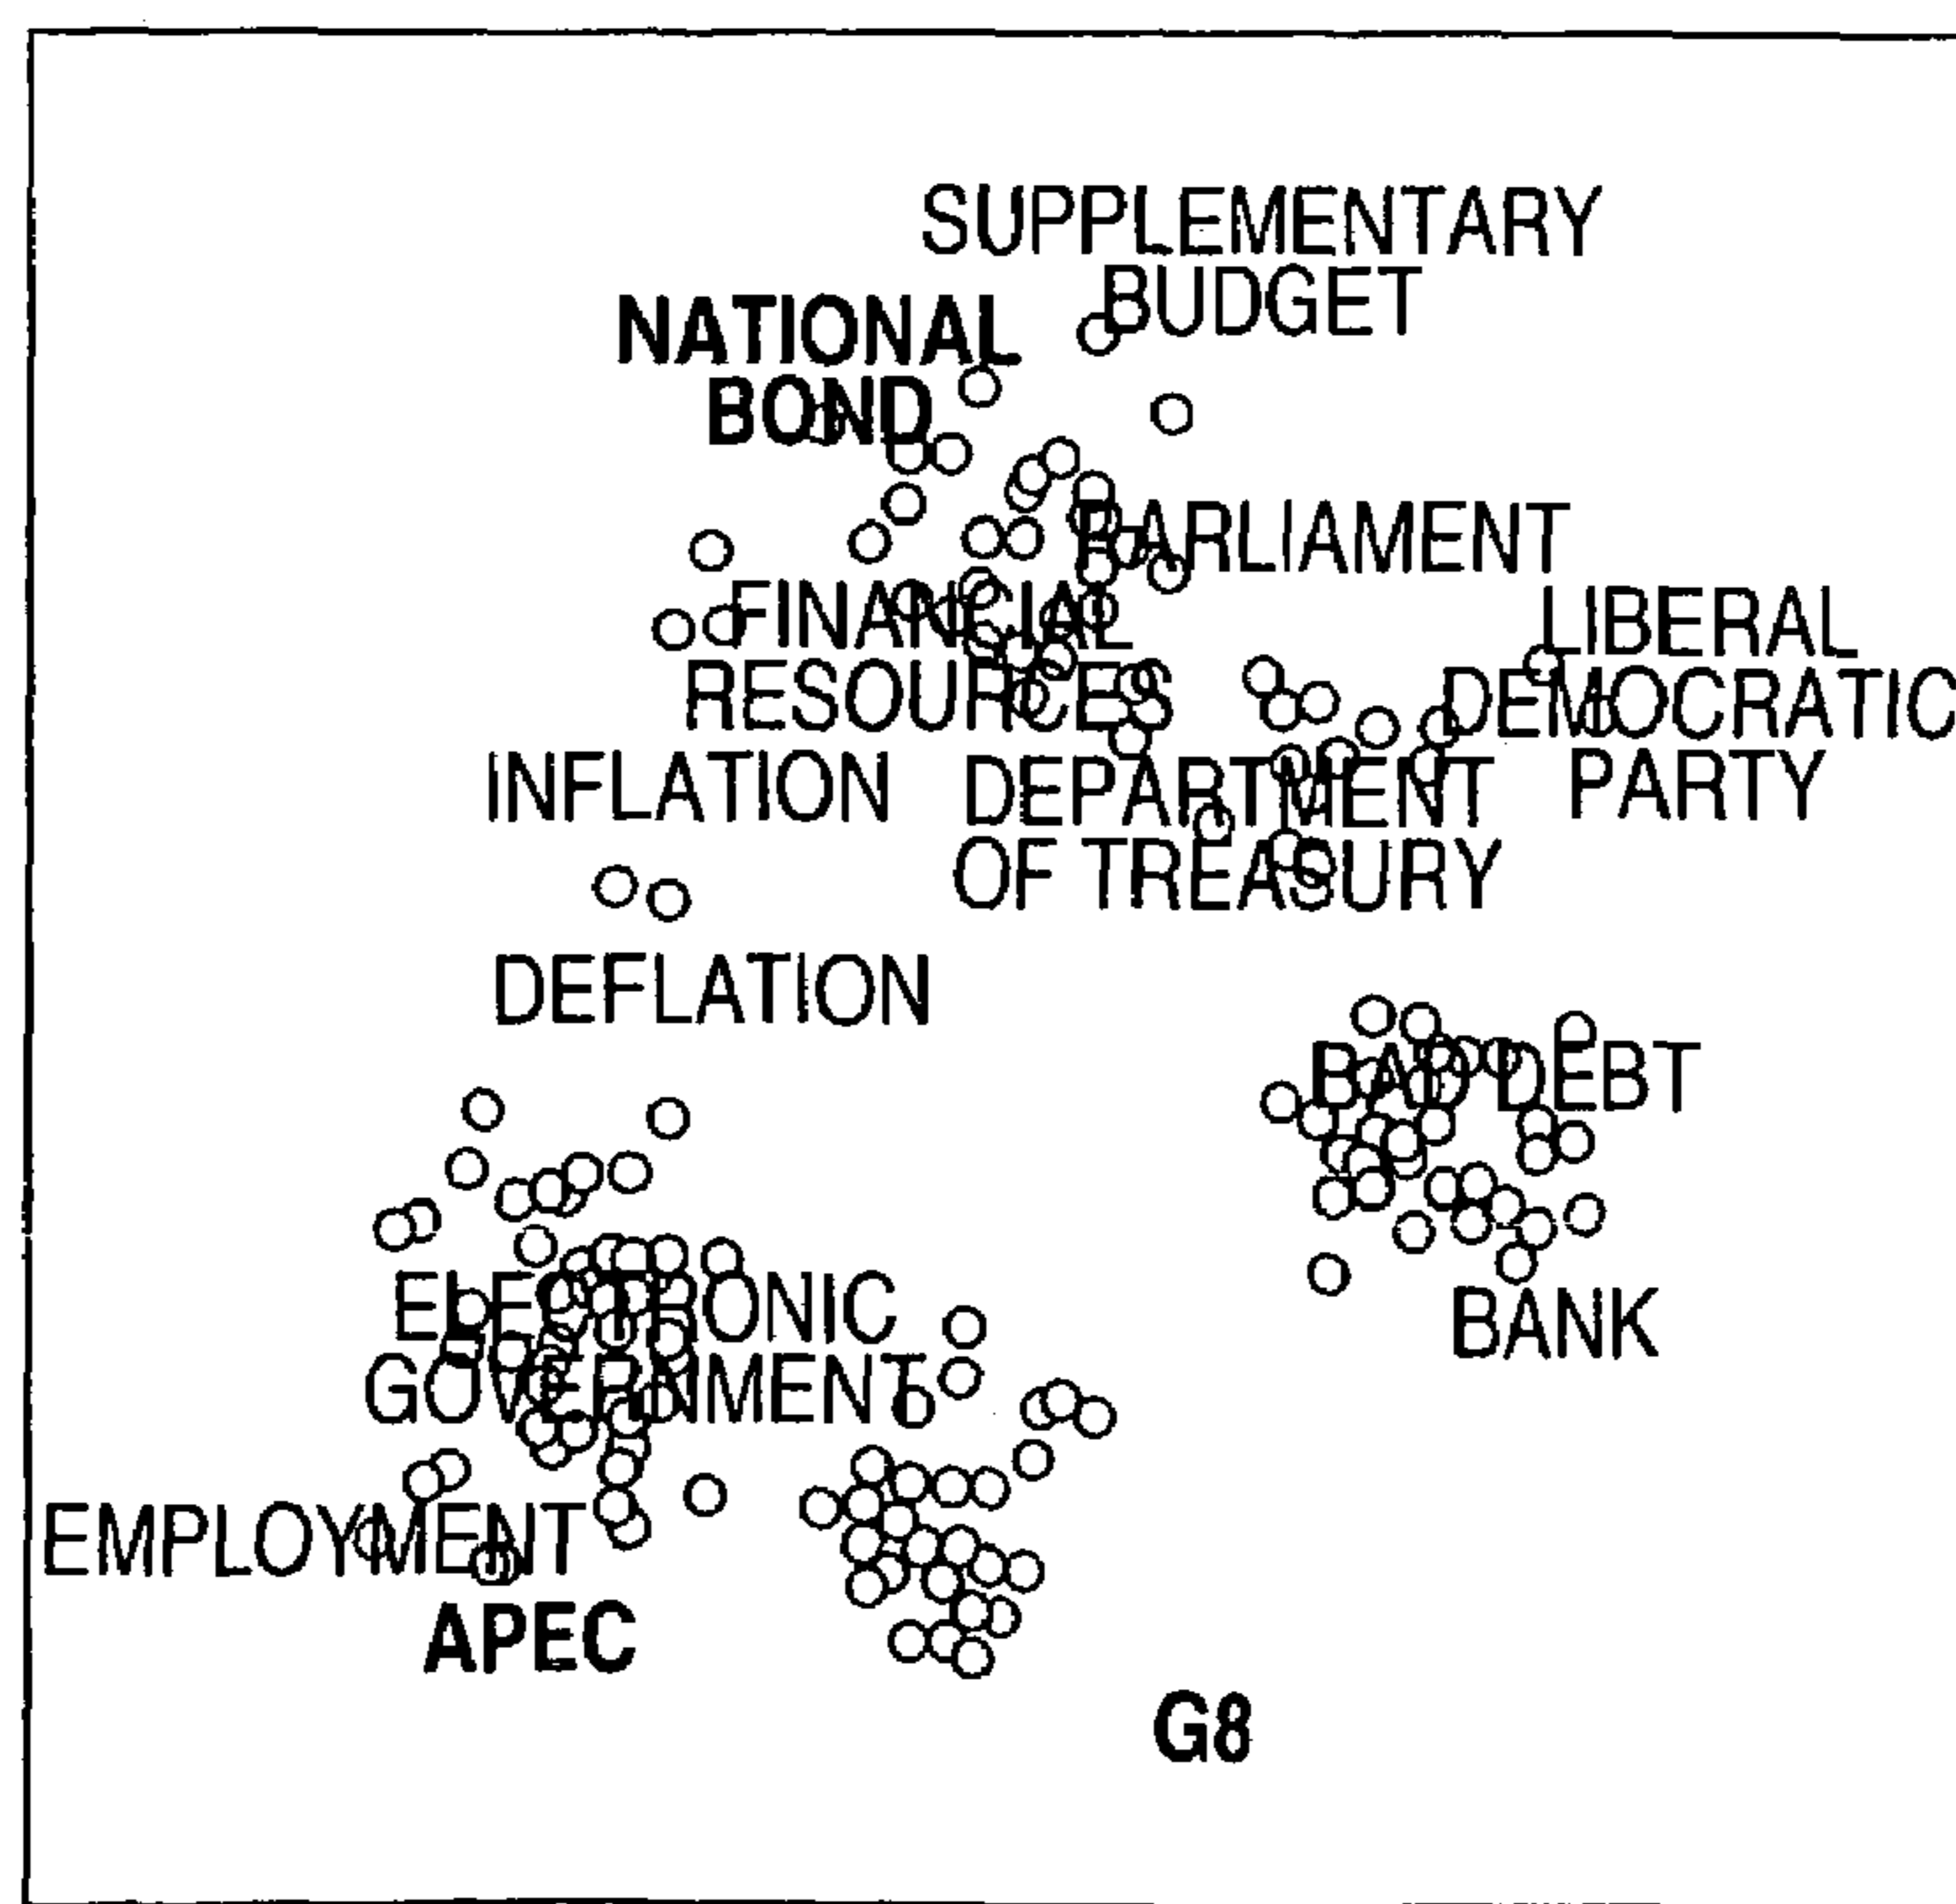 SUPPLEMENTARY
BUDGET
NATIONAL
BOND
PARLIAMENT
FINANCIAL
RESOURCES
LIBERAL
DEMOCRATIC
PARTY
INFLATION
DEPARTMENT
OF TREASURY
DEFLATION
BAD DEBT
BANK
ELECTRONIC
GOVERNMENT
EMPLOYMENT
APEC
G8